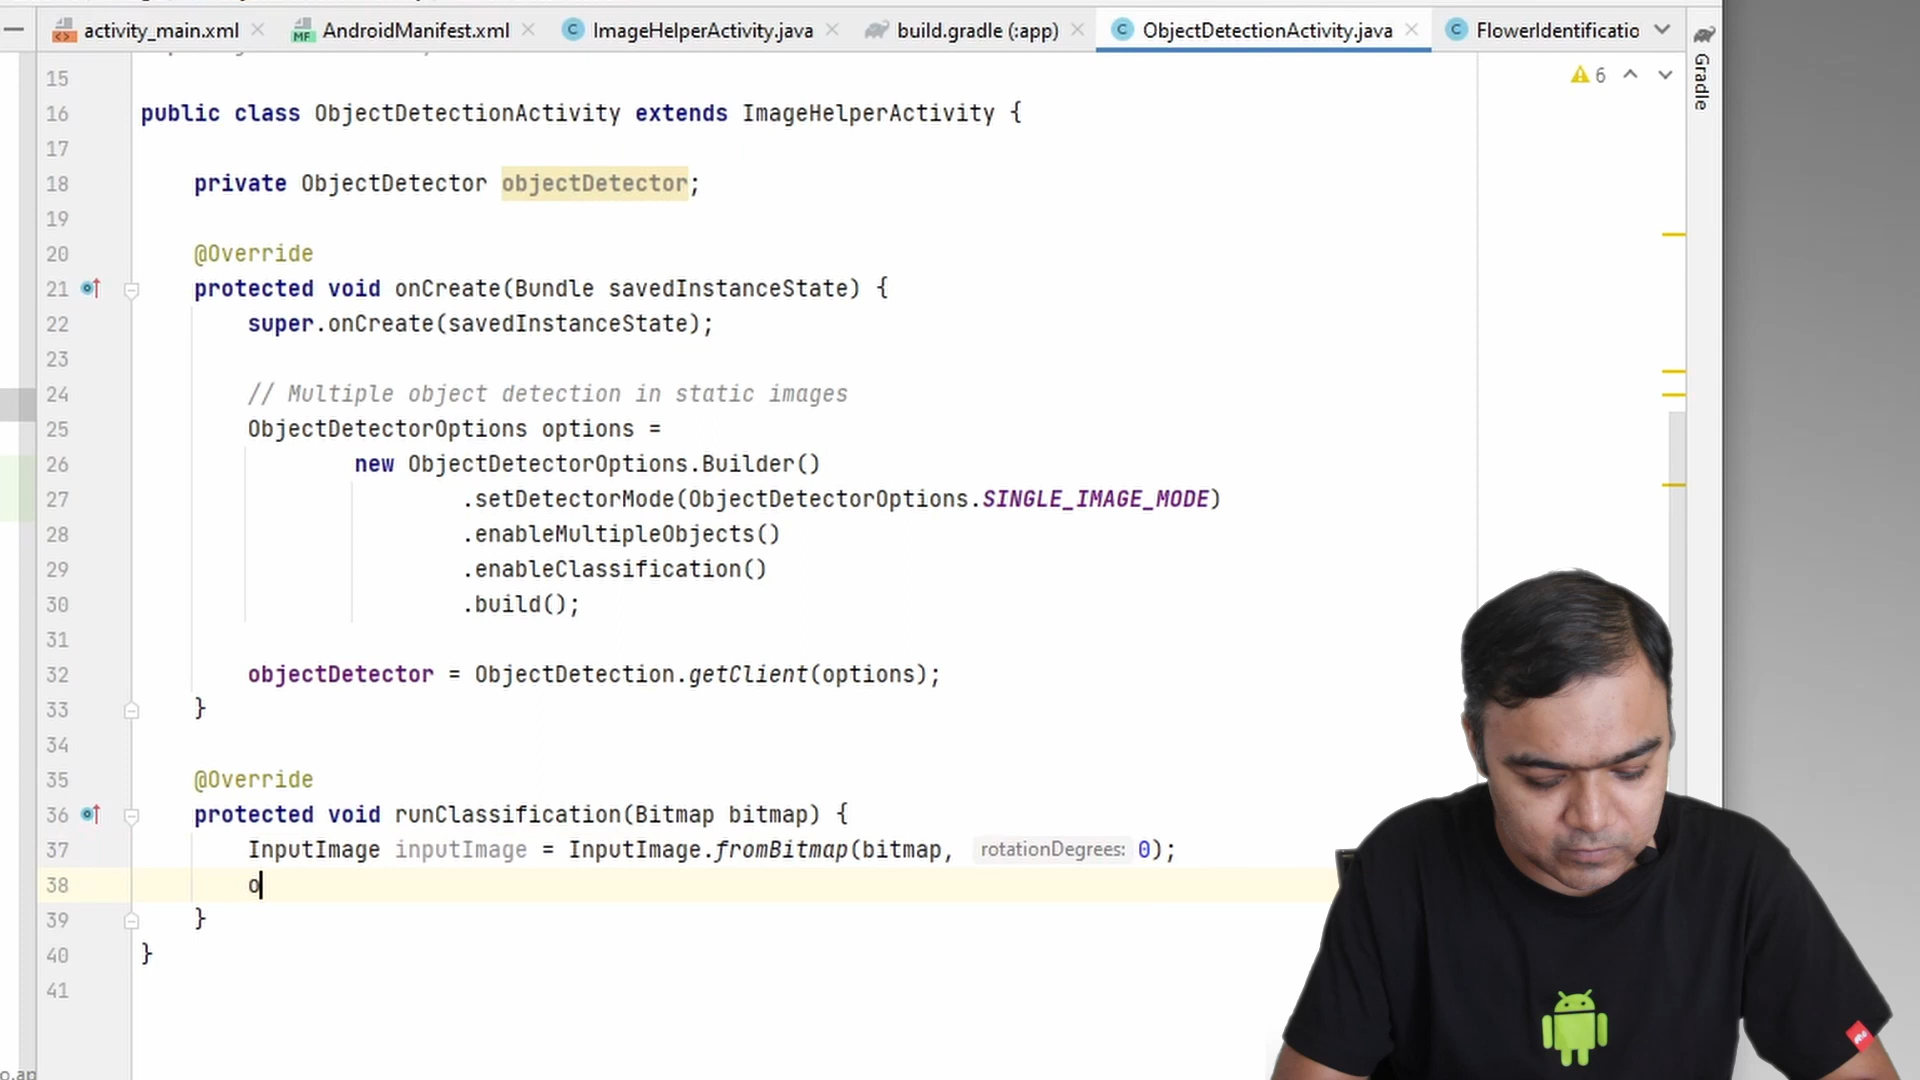 activity_main.xml AndroidManifest.xml ImageHelperActivity.java build.gradle (:app) ObjectDetectionActivity.java FlowerIdentificatio
Gradle
6
15
16 public class ObjectDetectionActivity extends ImageHelperActivity {
17
18 private ObjectDetector objectDetector;
19
20 @Override
21 protected void onCreate(Bundle savedInstanceState) {
22 super.onCreate(savedInstanceState);
23
24 // Multiple object detection in static images
25 ObjectDetectorOptions options =
26 new ObjectDetectorOptions.Builder()
27 .setDetectorMode(ObjectDetectorOptions.SINGLE_IMAGE_MODE)
28 .enableMultipleObjects()
29 .enableClassification()
30 .build();
31
32 objectDetector = ObjectDetection.getClient(options);
33 }
34
35 @Override
36 protected void runClassification(Bitmap bitmap) {
37 InputImage inputImage = InputImage.fromBitmap(bitmap, rotationDegrees: 0);
38 o
39 }
40 }
41